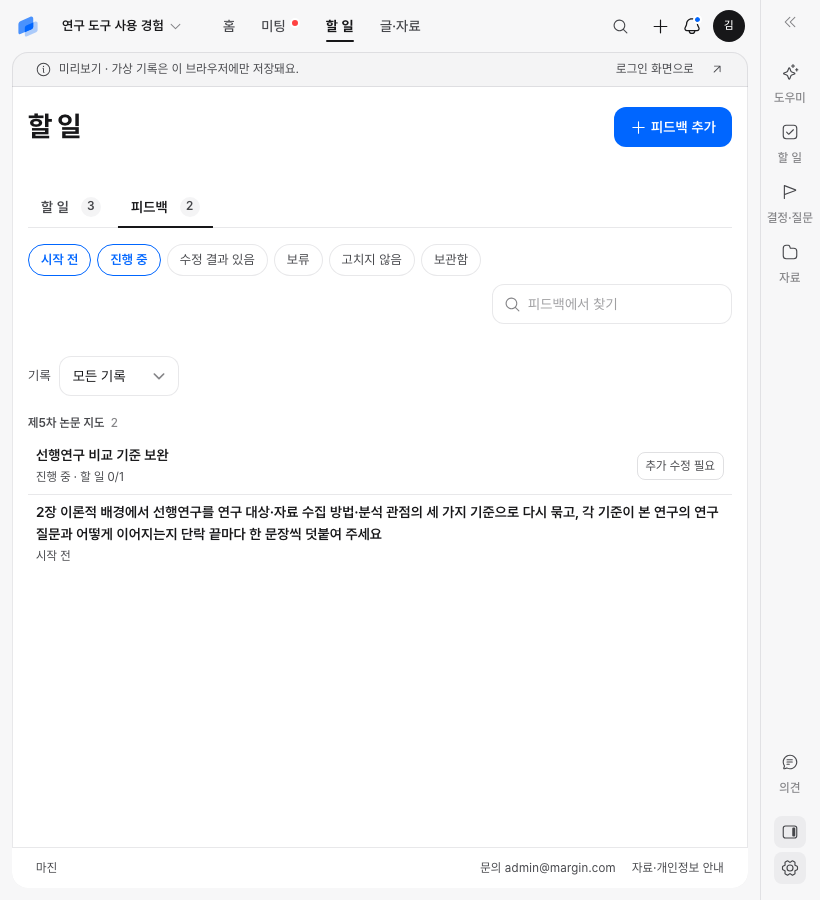 연구 도구 사용 경험
홈
미팅
할 일
글·자료
김
미리보기 · 가상 기록은 이 브라우저에만 저장돼요.
로그인 화면으로
할 일
피드백 추가
할 일 3
피드백 2
시작 전
진행 중
수정 결과 있음
보류
고치지 않음
보관함
피드백에서 찾기
기록
모든 기록
제5차 논문 지도 2
선행연구 비교 기준 보완
진행 중 · 할 일 0/1
추가 수정 필요
2장 이론적 배경에서 선행연구를 연구 대상·자료 수집 방법·분석 관점의 세 가지 기준으로 다시 묶고, 각 기준이 본 연구의 연구
질문과 어떻게 이어지는지 단락 끝마다 한 문장씩 덧붙여 주세요
시작 전
마진
문의 admin@margin.com
자료·개인정보 안내
도우미
할 일
결정·질문
자료
의견